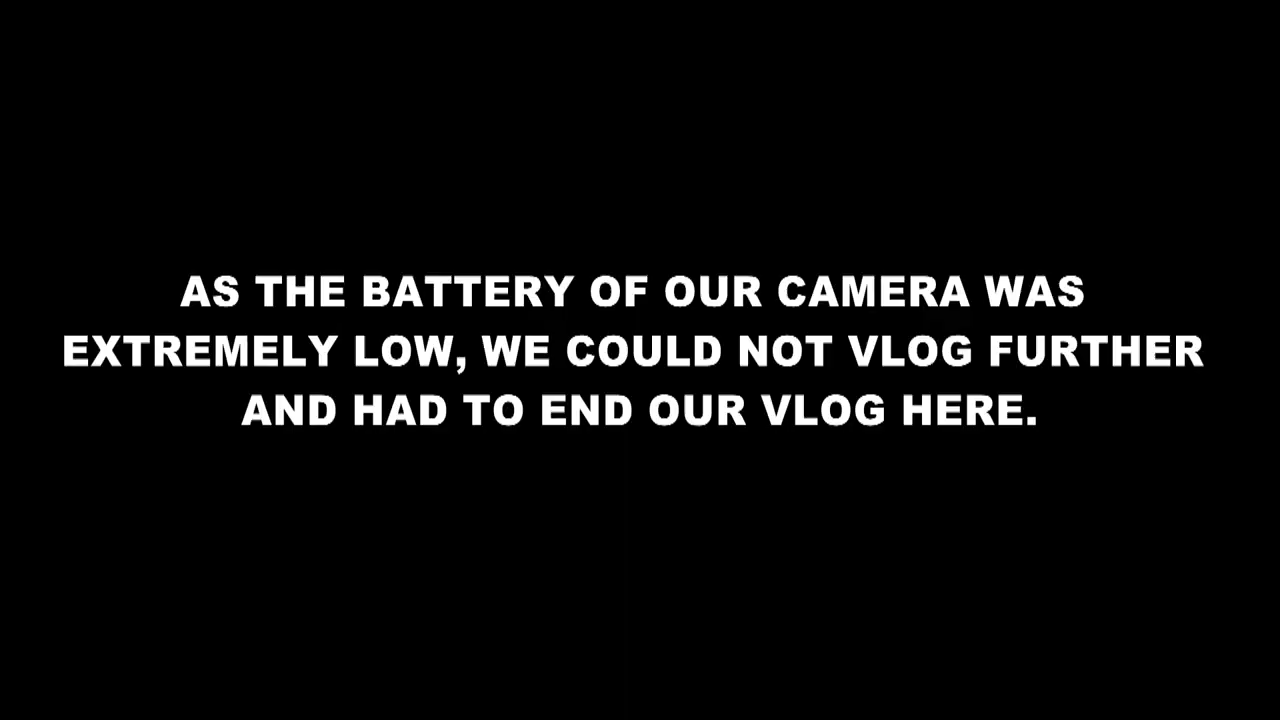 AS THE BATTERY OF OUR CAMERA WAS
EXTREMELY LOW, WE COULD NOT VLOG FURTHER
AND HAD TO END OUR VLOG HERE.